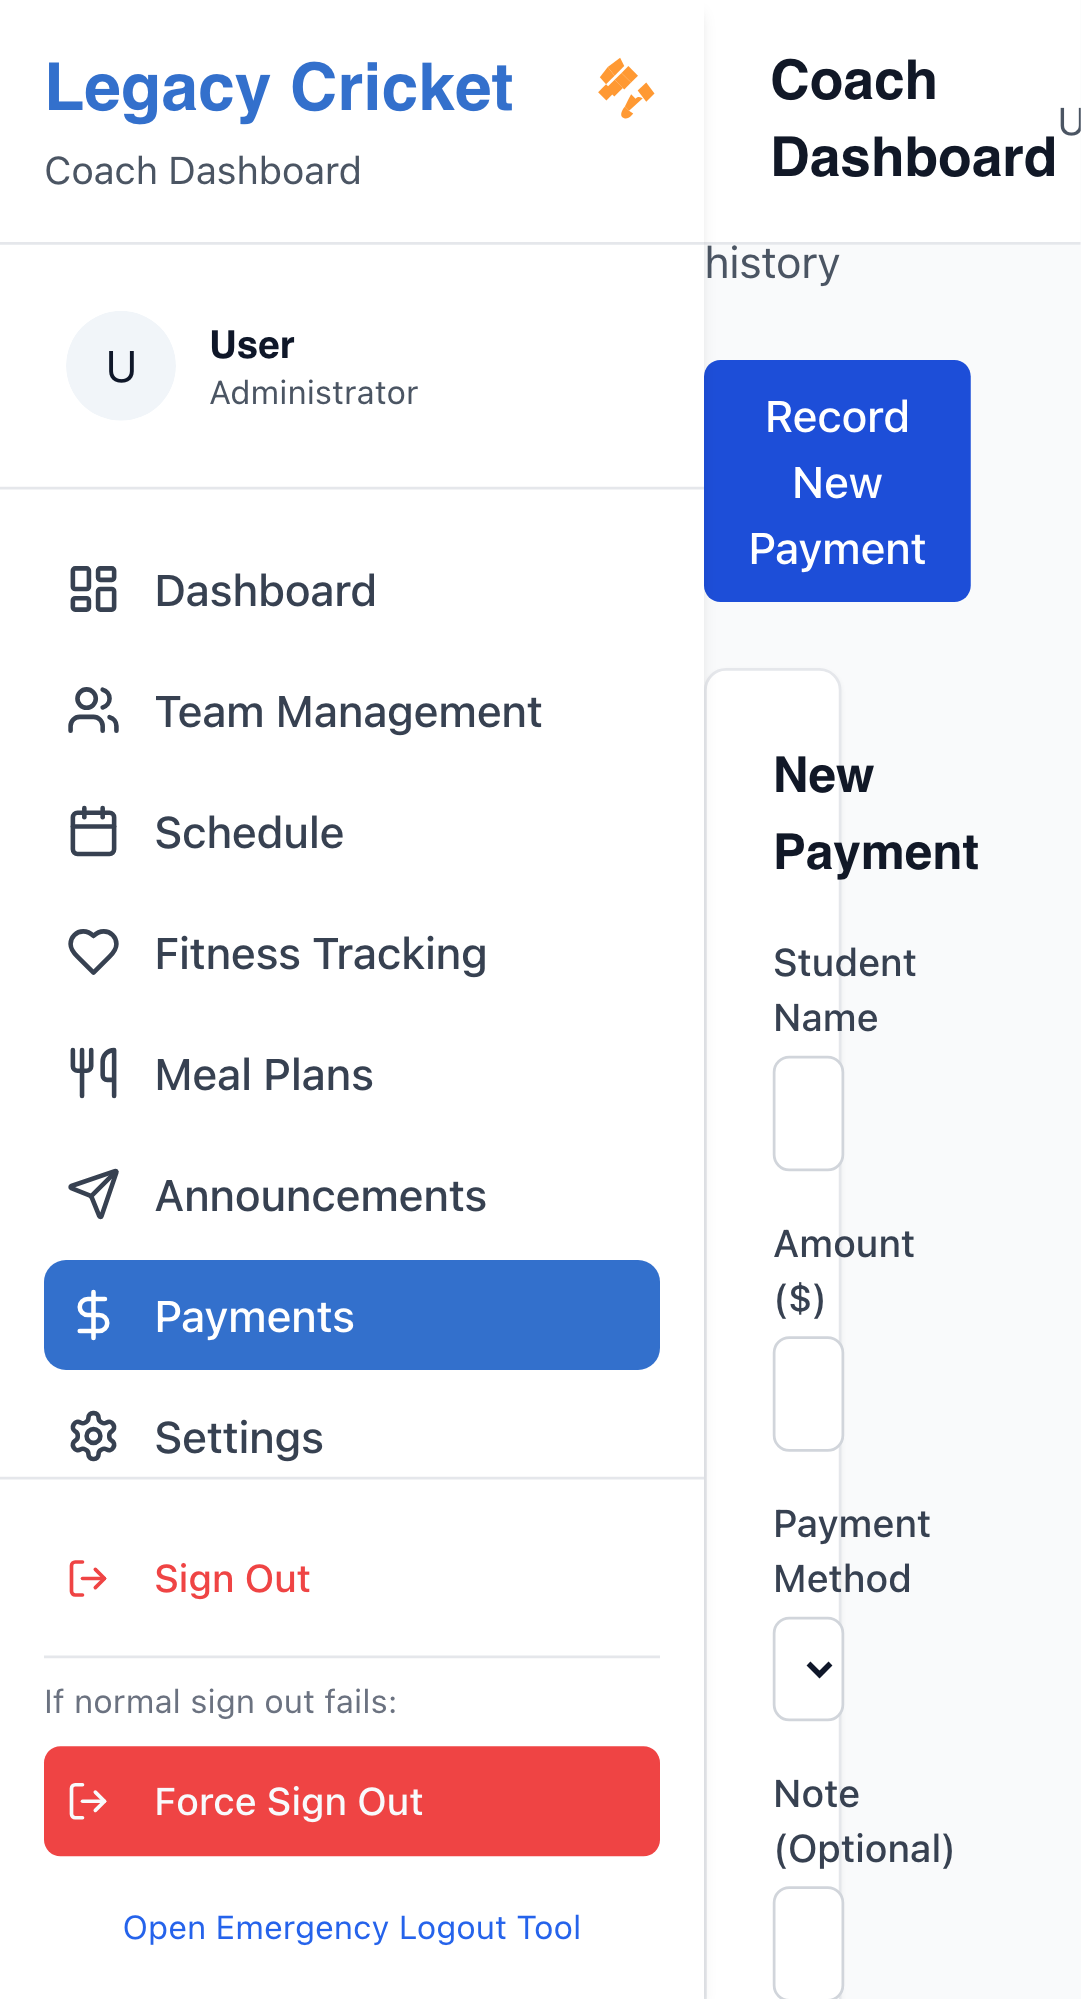 Legacy Cricket
Coach Dashboard
U
User
Administrator
Dashboard
Team Management
Schedule
Fitness Tracking
Meal Plans
Announcements
Payments
Settings
Sign Out
If normal sign out fails:
Force Sign Out
Open Emergency Logout Tool
Coach
Dashboard
U
history
Record
New
Payment
New
Payment
Student
Name
Amount
($)
Payment
Method
Note
(Optional)